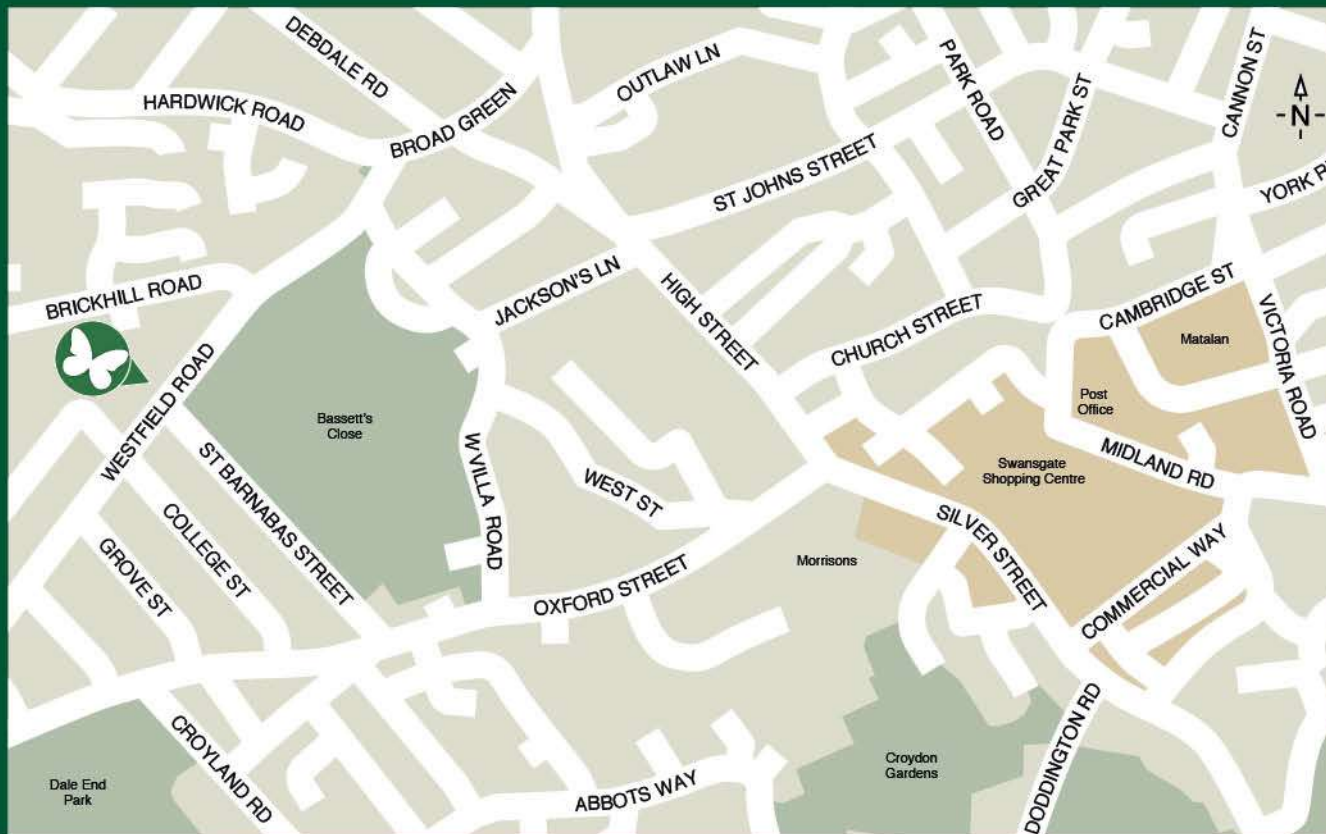 DEBDALE RD
OUTLAW LN
PARK ROAD
CANNON ST
HARDWICK ROAD
BROAD GREEN
GREAT PARK ST
N
ST JOHNS STREET
YORK
BRICKHILL ROAD
JACKSON'S LN
HIGH STREET
CHURCH STREET
CAMBRIDGE ST
VICTORIA ROAD
Matalan
WESTFIELD ROAD
Bassett's
Close
Post
Office
W VILLA ROAD
WEST ST
Swansgate
Shopping Centre
MIDLAND RD
ST BARNABAS STREET
COLLEGE ST
GROVE ST
SILVER STREET
Morrisons
COMMERCIAL WAY
OXFORD STREET
CROYLAND RD
Dale End
Park
ABBOTS WAY
Croydon
Gardens
DODDINGTON RD